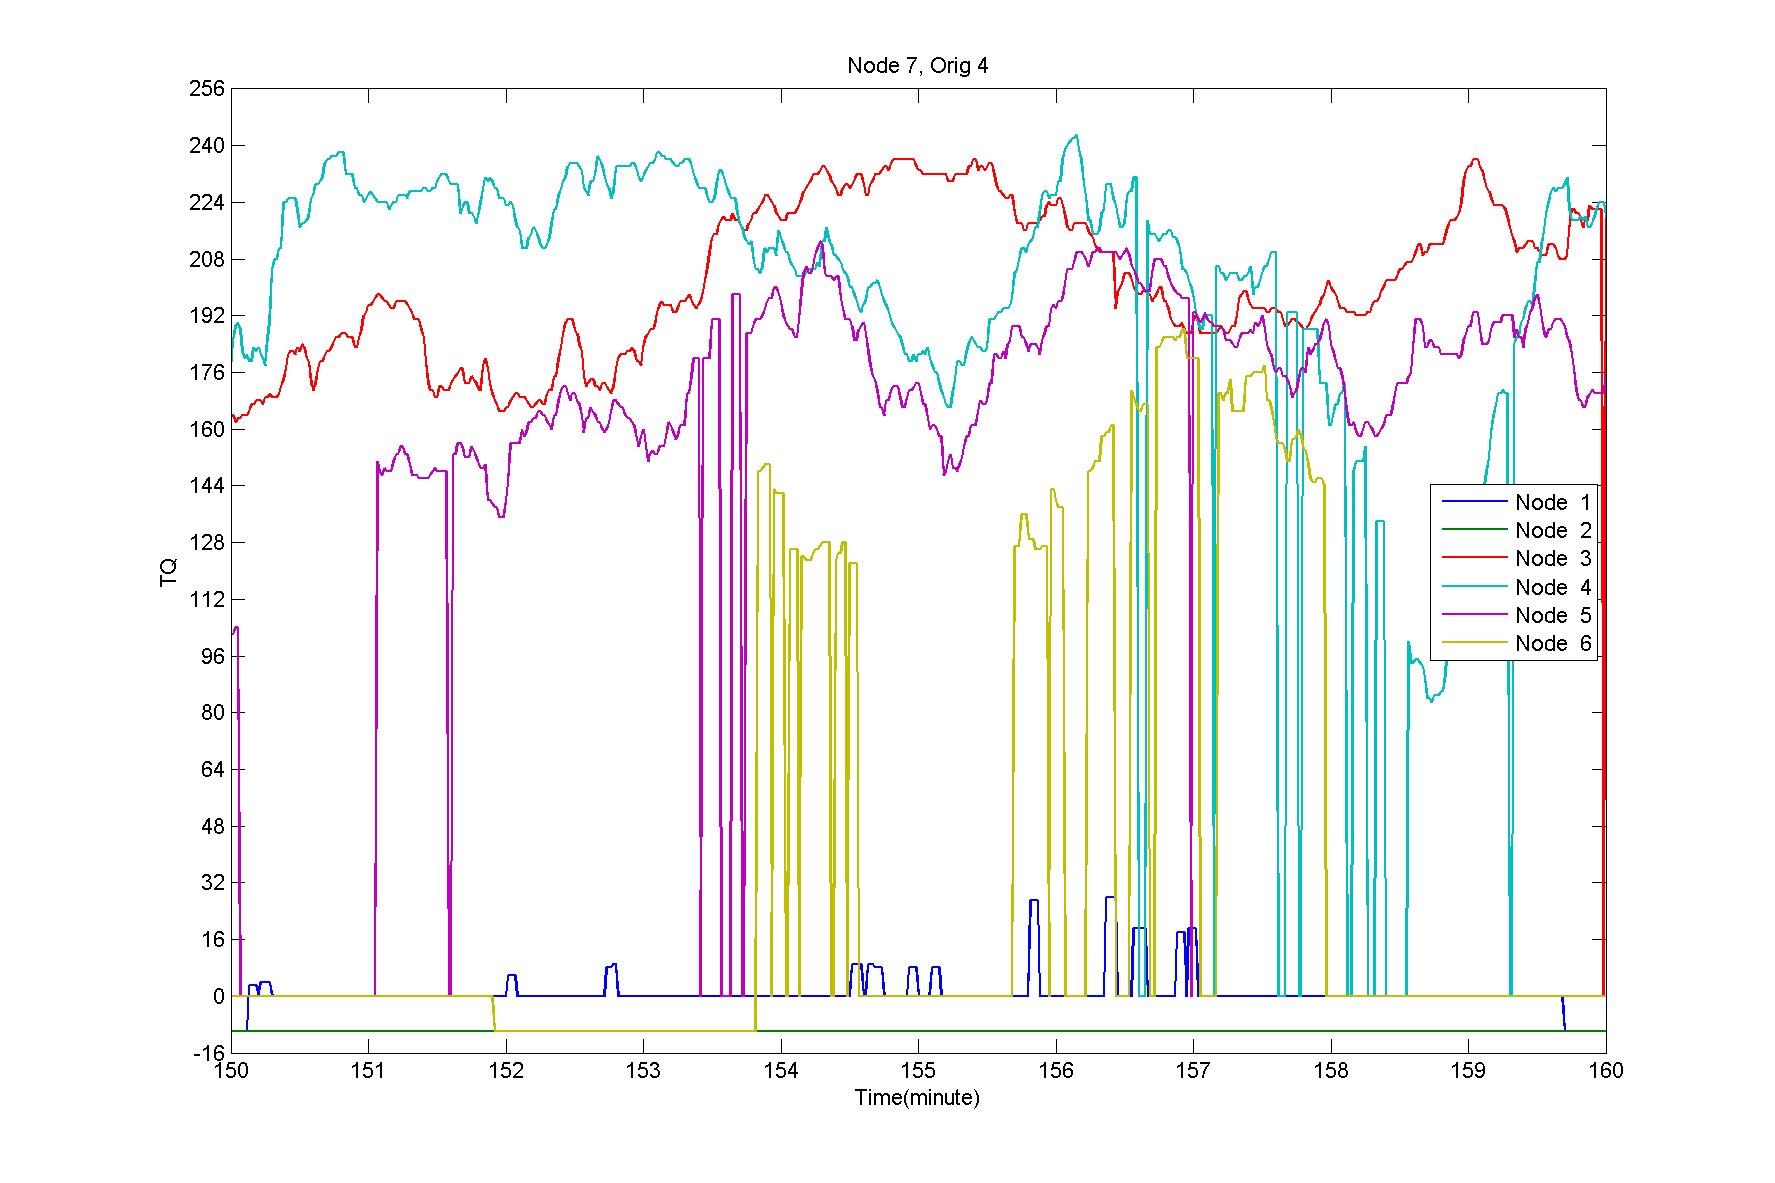 Node 7, Orig 4
256
240
224
208
192
176
160
144
128
112
96
80
64
48
32
16
0
-16
TQ
Node 1
Node 2
Node 3
Node 4
Node 5
Node 6
150 151 152 153 154 155 156 157 158 159 160
Time(minute)